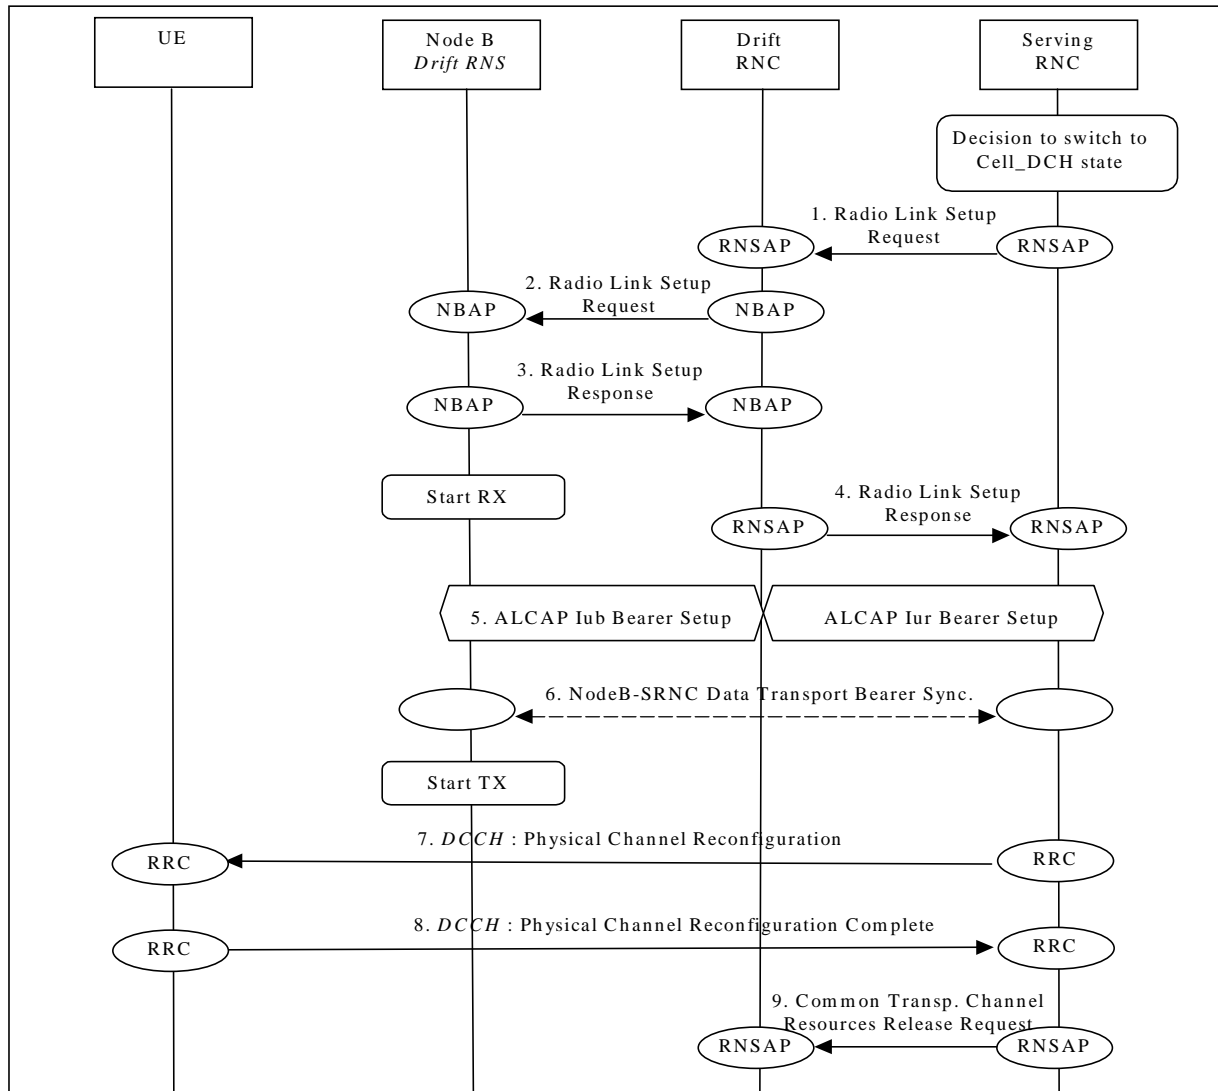 UE
Node B
Drift RNS
Drift
RNC
Serving
RNC
Decision to switch to
Cell_DCH state
1. Radio Link Setup
Request
RNSAP
RNSAP
2. Radio Link Setup
Request
NBAP
NBAP
3. Radio Link Setup
Response
NBAP
NBAP
Start RX
4. Radio Link Setup
Response
RNSAP
RNSAP
5. ALCAP Iub Bearer Setup
ALCAP Iur Bearer Setup
6. NodeB-SRNC Data Transport Bearer Sync.
Start TX
7. DCCH : Physical Channel Reconfiguration
RRC
RRC
8. DCCH : Physical Channel Reconfiguration Complete
RRC
RRC
9. Common Transp. Channel
Resources Release Request
RNSAP
RNSAP